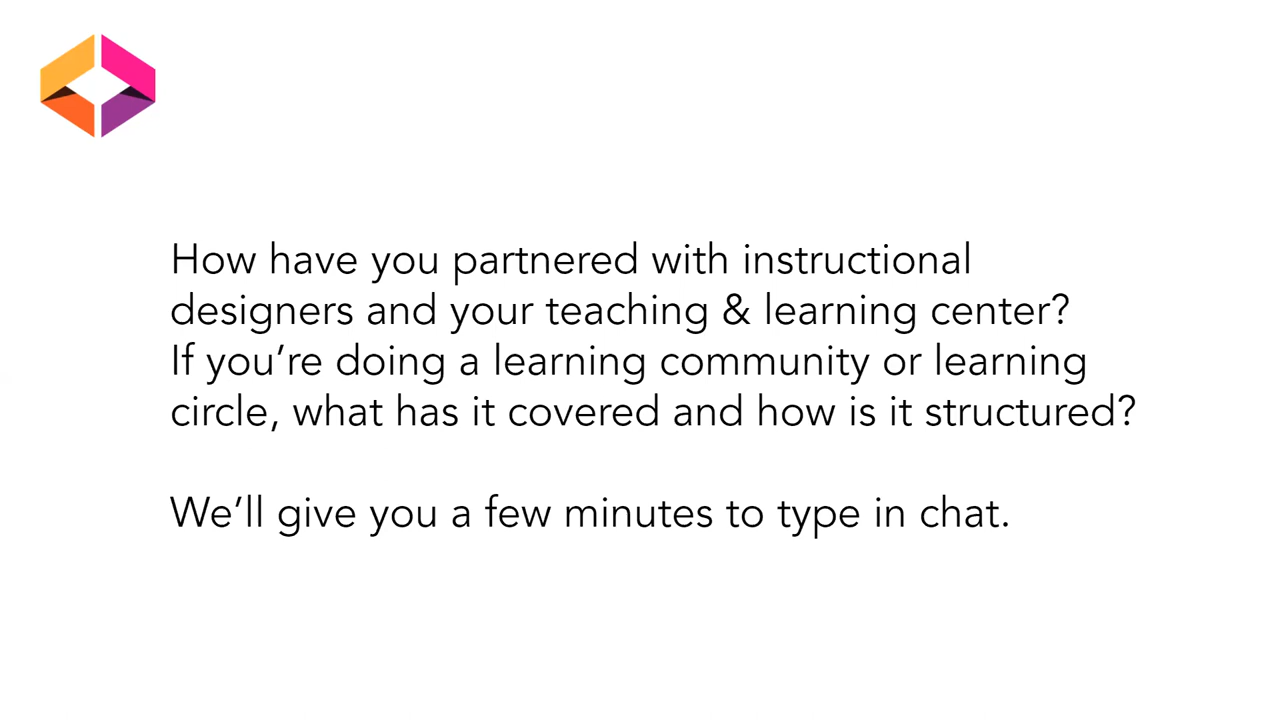 How have you partnered with instructional
designers and your teaching & learning center?
If you’re doing a learning community or learning
circle, what has it covered and how is it structured?
We’ll give you a few minutes to type in chat.